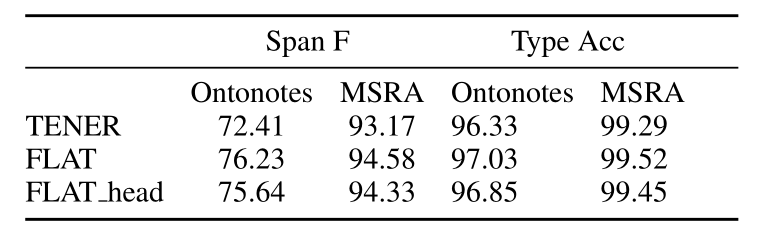 Span F Type Acc
Ontonotes MSRA Ontonotes MSRA
TENER 72.41 93.17 96.33 99.29
FLAT 76.23 94.58 97.03 99.52
FLAT_head 75.64 94.33 96.85 99.45